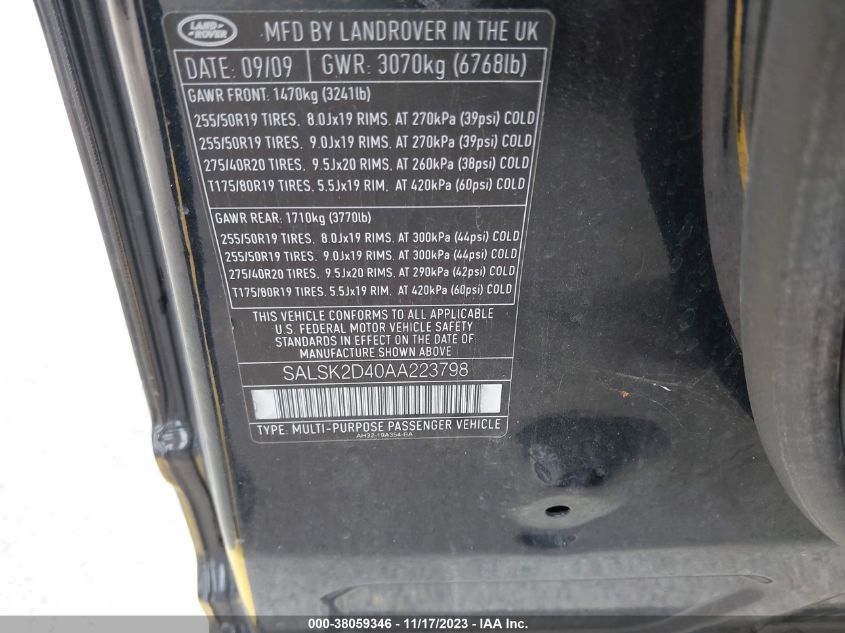 LAND
ROVER
MFD BY LANDROVER IN THE UK
DATE: 09/09 GWR: 3070kg (6768lb)
GAWR FRONT: 1470kg (3241lb)
255/50R19 TIRES. 8.0Jx19 RIMS. AT 270kPa (39psi) COLD
255/50R19 TIRES. 9.0Jx19 RIMS. AT 270kPa (39psi) COLD
275/40R20 TIRES. 9.5Jx20 RIMS. AT 260kPa (38psi) COLD
T175/80R19 TIRES. 5.5Jx19 RIM. AT 420kPa (60psi) COLD
GAWR REAR: 1710kg (3770lb)
255/50R19 TIRES. 8.0Jx19 RIMS. AT 300kPa (44psi) COLD
255/50R19 TIRES. 9.0Jx19 RIMS. AT 300kPa (44psi) COLD
275/40R20 TIRES. 9.5Jx20 RIMS. AT 290kPa (42psi) COLD
T175/80R19 TIRES. 5.5Jx19 RIM. AT 420kPa (60psi) COLD
THIS VEHICLE CONFORMS TO ALL APPLICABLE
U.S. FEDERAL MOTOR VEHICLE SAFETY
STANDARDS IN EFFECT ON THE DATE OF
MANUFACTURE SHOWN ABOVE
SALSK2D40AA223798
TYPE: MULTI-PURPOSE PASSENGER VEHICLE
AH32-19A354-BA
000-38059346 - 11/17/2023 - IAA Inc.